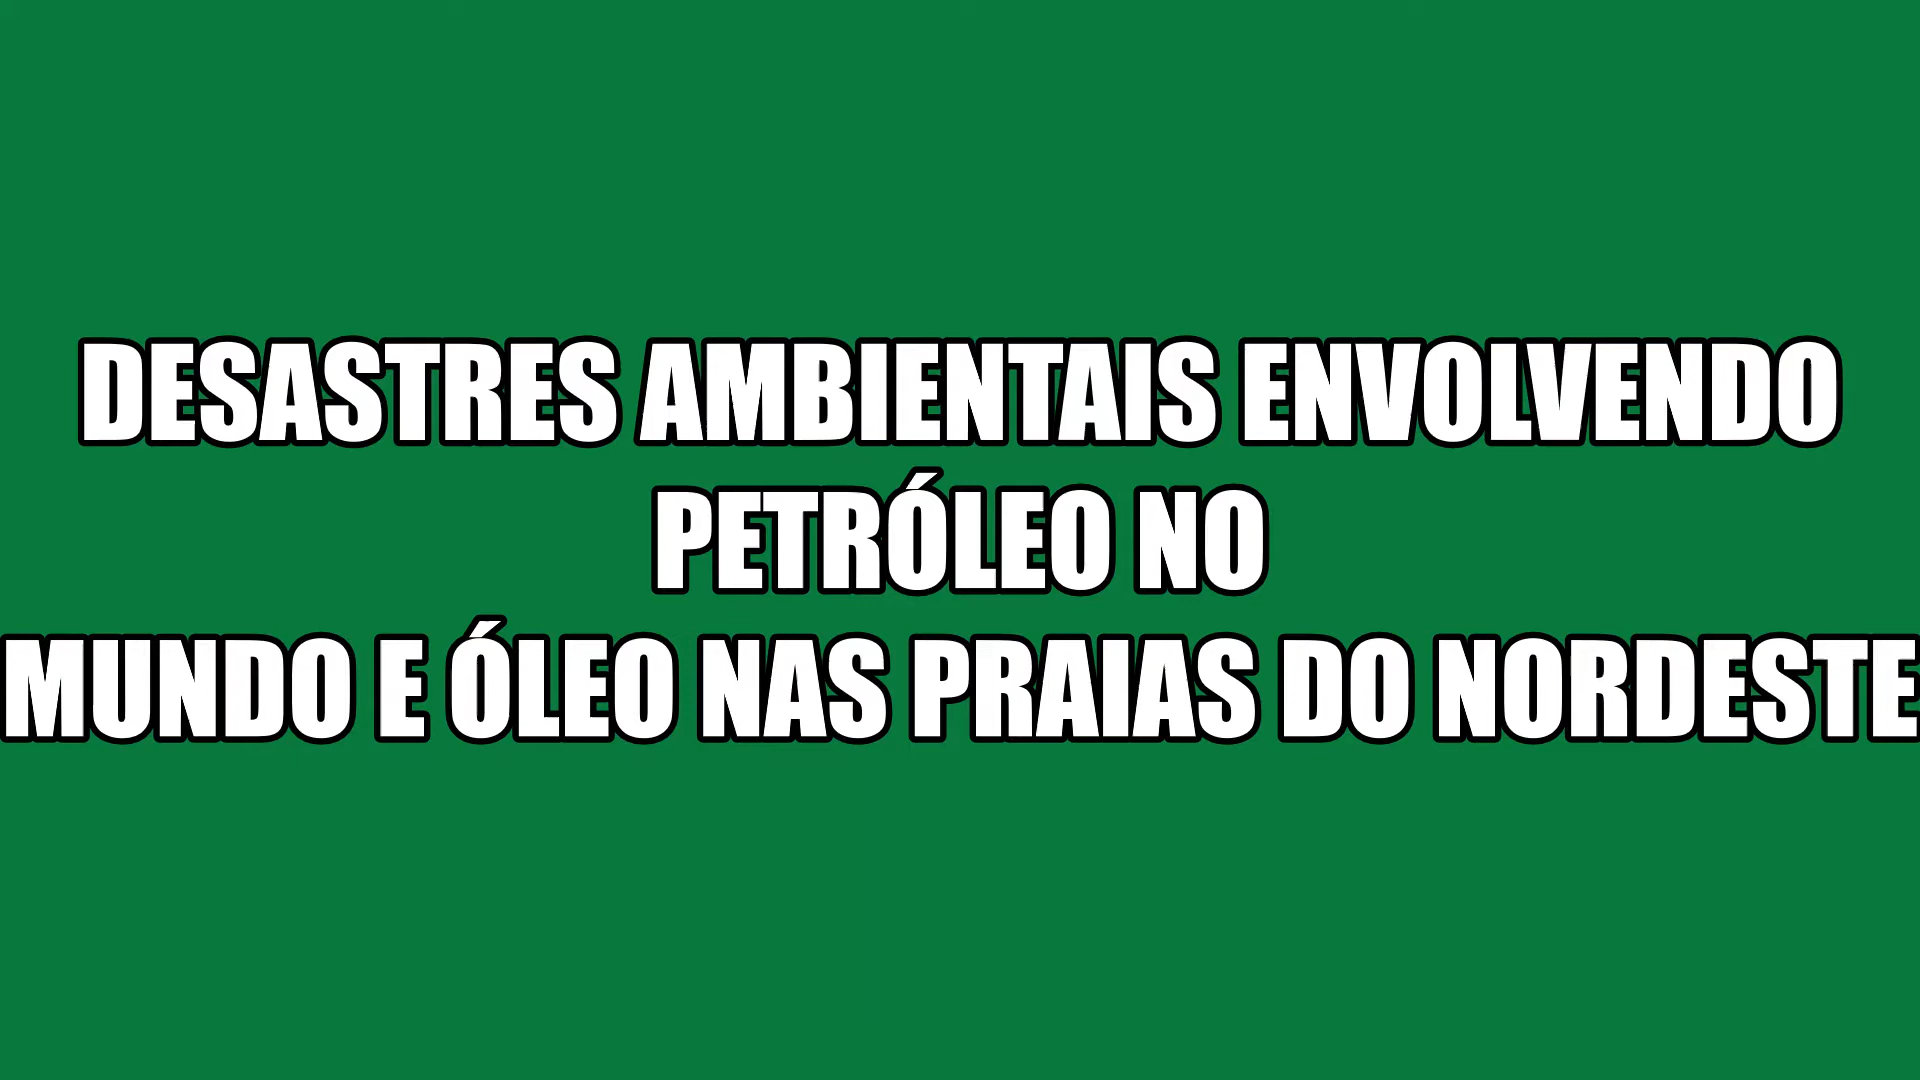 DESASTRES AMBIENTAIS ENVOLVENDO
PETRÓLEO NO
MUNDO E ÓLEO NAS PRAIAS DO NORDESTE